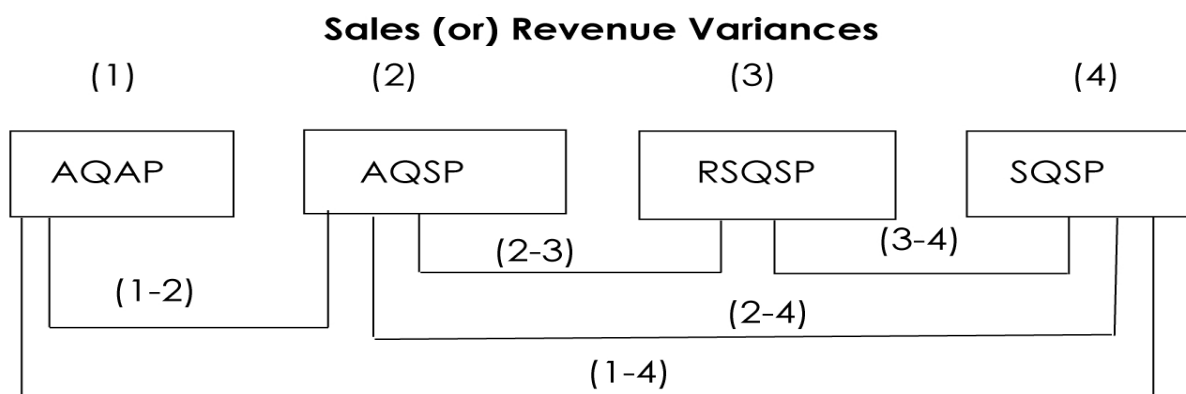 Sales (or) Revenue Variances
(1) (2) (3) (4)
AQAP AQSP RSQSP SQSP
(2-3) (3-4)
(1-2) (2-4)
(1-4)